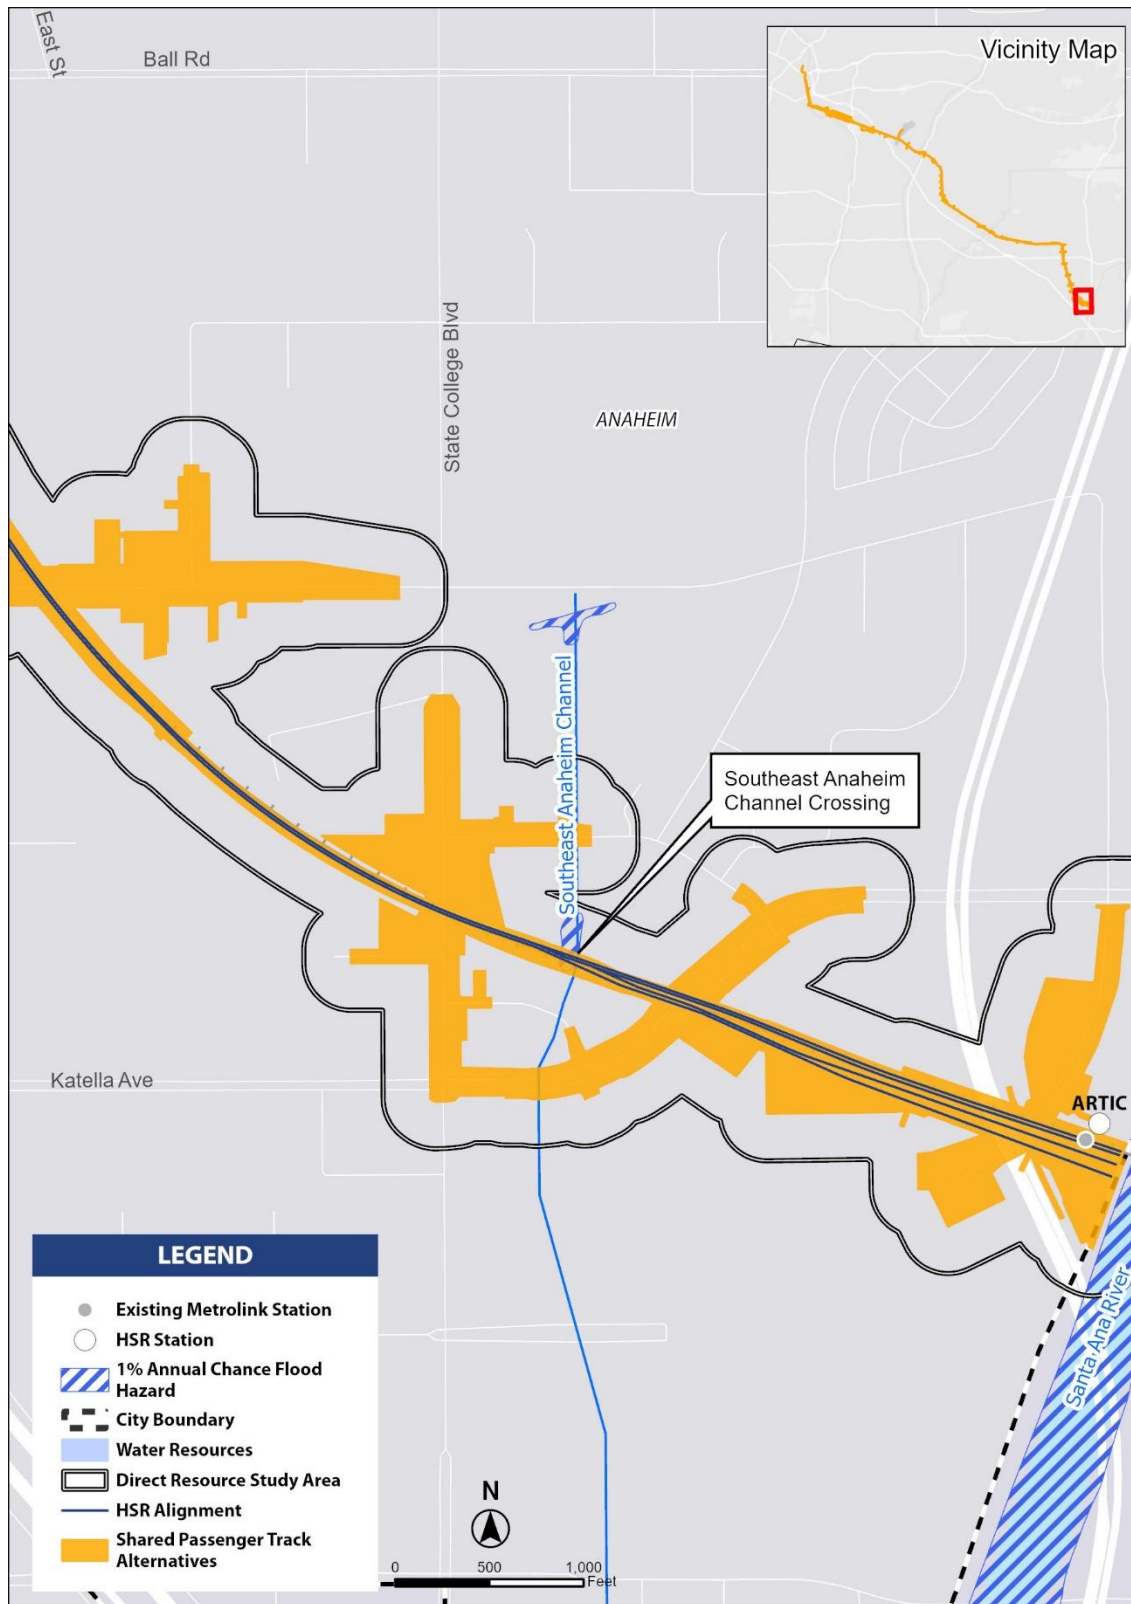 East St
Ball Rd
Vicinity Map
State College Blvd
ANAHEIM
Southeast Anaheim Channel
Southeast Anaheim
Channel Crossing
Katella Ave
ARTIC
Santa Ana River
LEGEND
Existing Metrolink Station
HSR Station
1% Annual Chance Flood
Hazard
City Boundary
Water Resources
Direct Resource Study Area
HSR Alignment
Shared Passenger Track
Alternatives
N
0 500 1,000
Feet